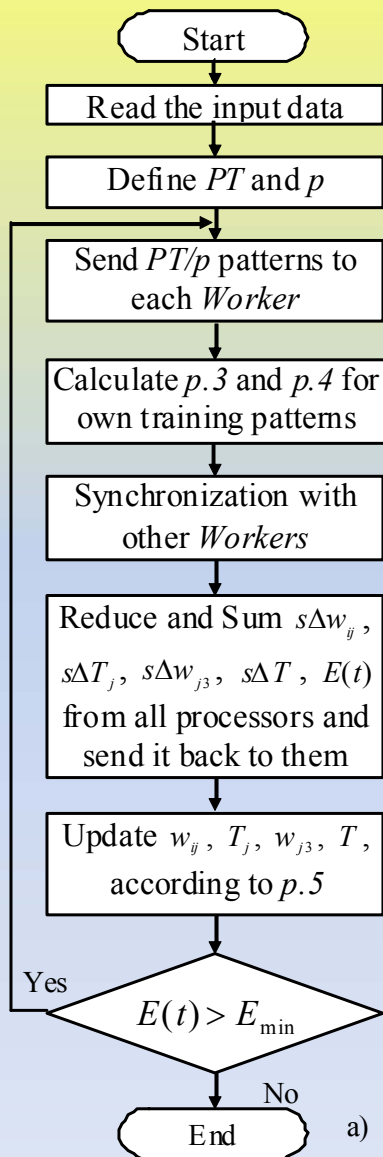 Start
Read the input data
Define PT and p
Send PT/p patterns to
each Worker
Calculate p.3 and p.4 for
own training patterns
Synchronization with
other Workers
Reduce and Sum sΔw_ij ,
sΔT_j , sΔw_j3 , sΔT , E(t)
from all processors and
send it back to them
Update w_ij , T_j , w_j3 , T ,
according to p.5
Yes
E(t) > E_min
No
End
a)